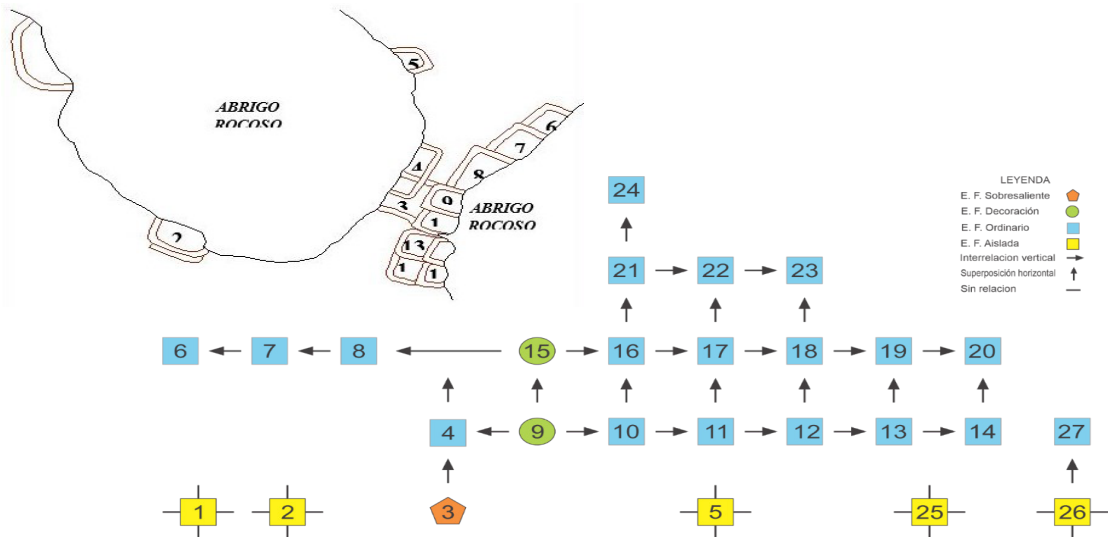 5
ABRIGO
ROCOSO
6
7
4
8
9
3
ABRIGO
1
ROCOSO
2
13
1
1
24
LEYENDA
E. F. Sobresaliente
E. F. Decoración
E. F. Ordinario
E. F. Aislada
21 22 23
Interrelacion vertical
Superposición horizontal
Sin relacion
6 7 8 15 16 17 18 19 20
4 9 10 11 12 13 14 27
1 2 3 5 25 26